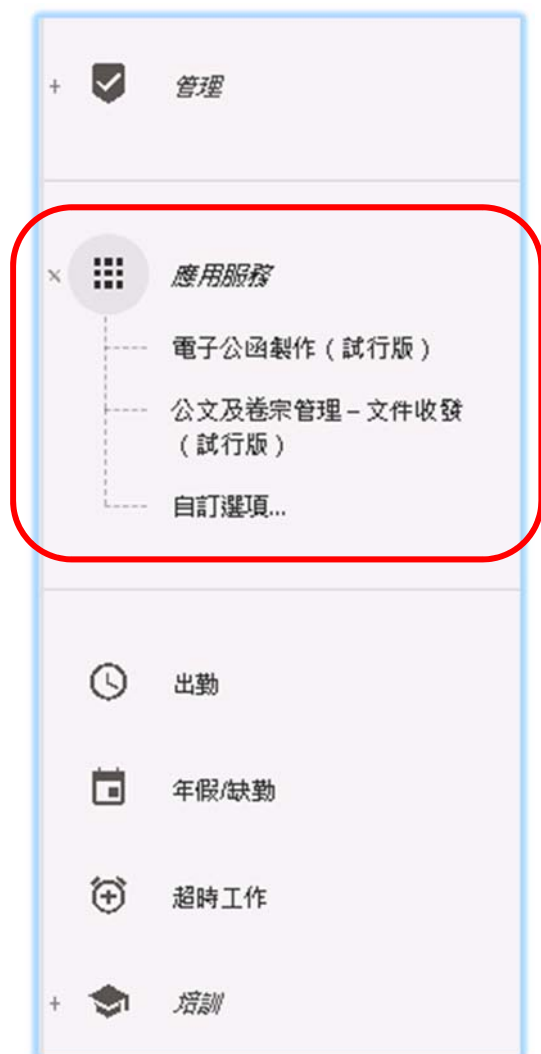 + 管理
× 應用服務
電子公函製作 ( 試行版 )
公文及卷宗管理 – 文件收發
( 試行版 )
自訂選項...
出勤
年假/缺勤
超時工作
+ 培訓